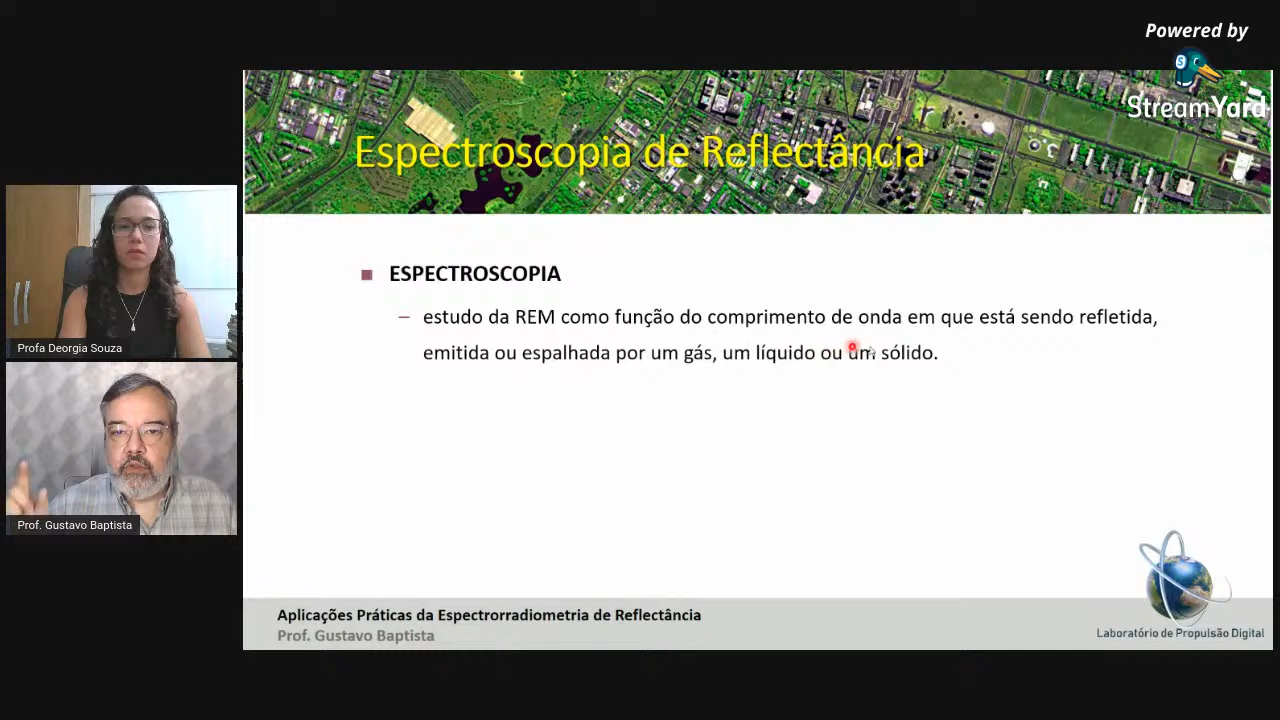 Powered by
StreamYard
Espectroscopia de Reflectância
ESPECTROSCOPIA
– estudo da REM como função do comprimento de onda em que está sendo refletida,
emitida ou espalhada por um gás, um líquido ou um sólido.
Profa Deorgia Souza
Prof. Gustavo Baptista
Aplicações Práticas da Espectrorradiometria de Reflectância
Prof. Gustavo Baptista
Laboratório de Propulsão Digital